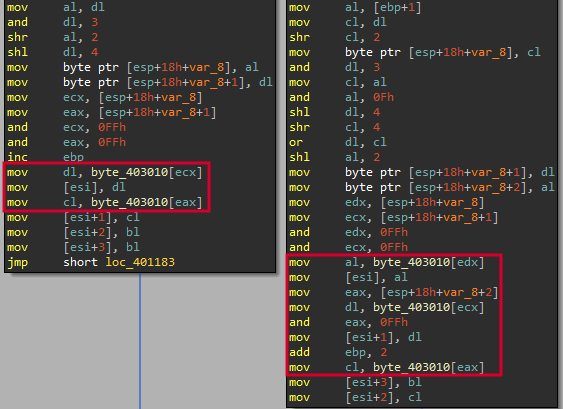 mov al, dl
and dl, 3
shr al, 2
shl dl, 4
mov byte ptr [esp+18h+var_8], al
mov byte ptr [esp+18h+var_8+1], dl
mov ecx, [esp+18h+var_8]
mov eax, [esp+18h+var_8+1]
and ecx, 0FFh
and eax, 0FFh
inc ebp
mov dl, byte_403010[ecx]
mov [esi], dl
mov cl, byte_403010[eax]
mov [esi+1], cl
mov [esi+2], bl
mov [esi+3], bl
jmp short loc_401183
mov al, [ebp+1]
mov cl, dl
shr cl, 2
mov byte ptr [esp+18h+var_8], cl
and dl, 3
mov cl, al
and al, 0Fh
shl dl, 4
shr cl, 4
or dl, cl
shl al, 2
mov byte ptr [esp+18h+var_8+1], dl
mov byte ptr [esp+18h+var_8+2], al
mov edx, [esp+18h+var_8]
mov ecx, [esp+18h+var_8+1]
and edx, 0FFh
and ecx, 0FFh
mov al, byte_403010[edx]
mov [esi], al
mov eax, [esp+18h+var_8+2]
mov dl, byte_403010[ecx]
and eax, 0FFh
mov [esi+1], dl
add ebp, 2
mov cl, byte_403010[eax]
mov [esi+3], bl
mov [esi+2], cl